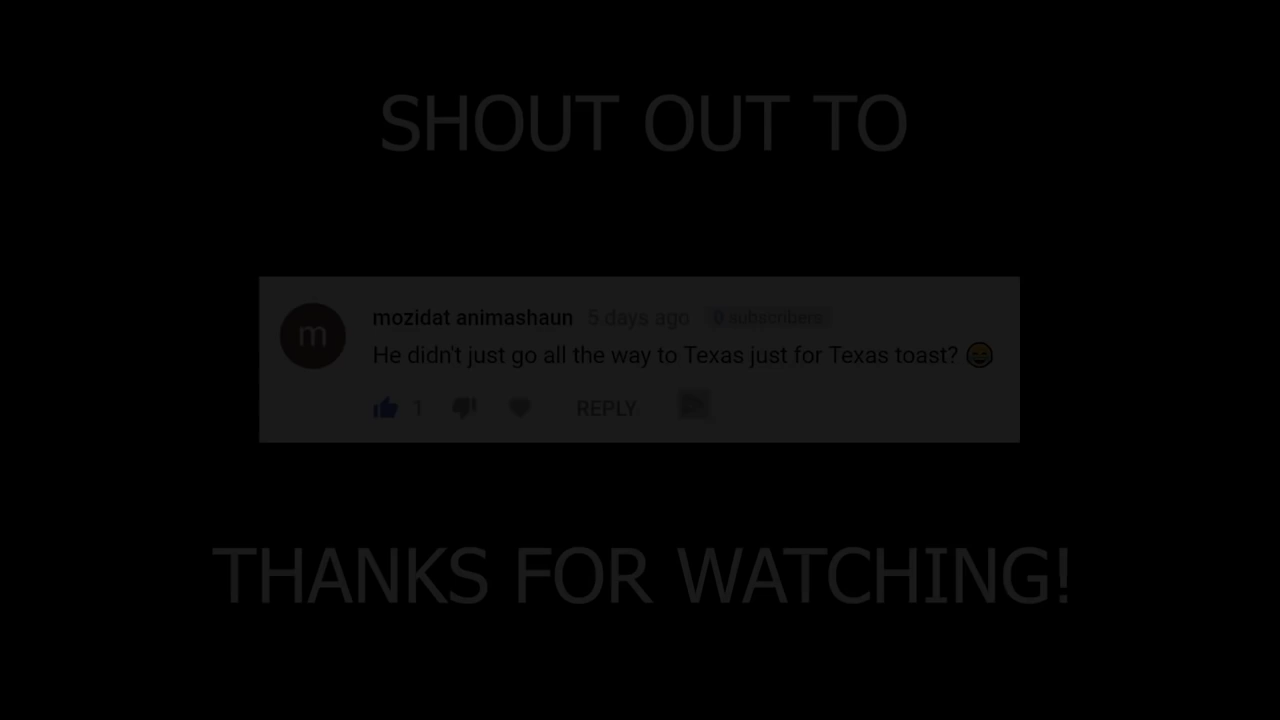 SHOUT OUT TO
m
mozidat animashaun 5 days ago 0 subscribers
He didn't just go all the way to Texas just for Texas toast? 😄
1 REPLY
THANKS FOR WATCHING!